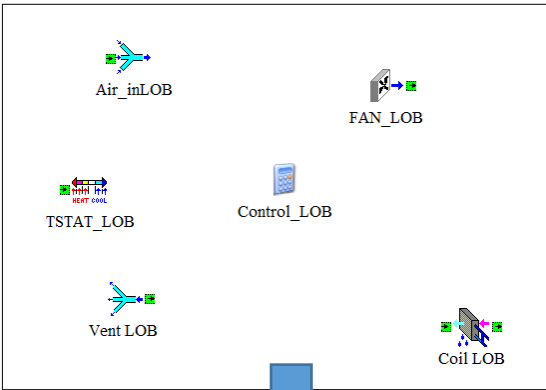 Air_inLOB
FAN_LOB
HEAT COOL
TSTAT_LOB
Control_LOB
Vent LOB
Coil LOB